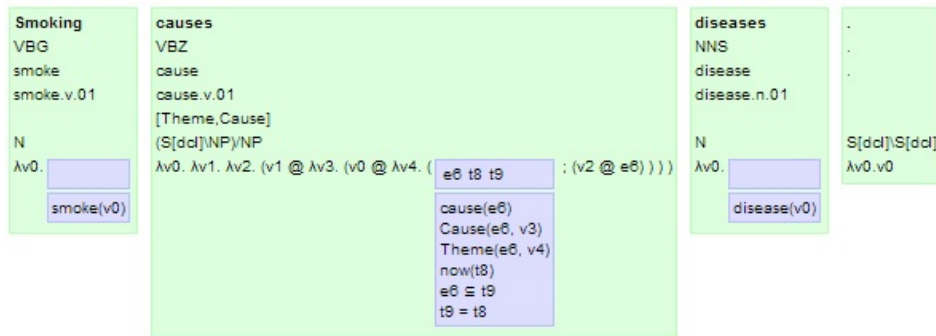 Smoking
VBG
smoke
smoke.v.01
N
λv0.
smoke(v0)
causes
VBZ
cause
cause.v.01
[Theme,Cause]
(S[dcl]\NP)/NP
λv0. λv1. λv2. (v1 @ λv3. (v0 @ λv4. ( e6 t8 t9 ; (v2 @ e6) ) ) )
cause(e6)
Cause(e6, v3)
Theme(e6, v4)
now(t8)
e6 ⊆ t9
t9 = t8
diseases
NNS
disease
disease.n.01
N
λv0.
disease(v0)
.
.
.
S[dcl]\S[dcl]
λv0.v0